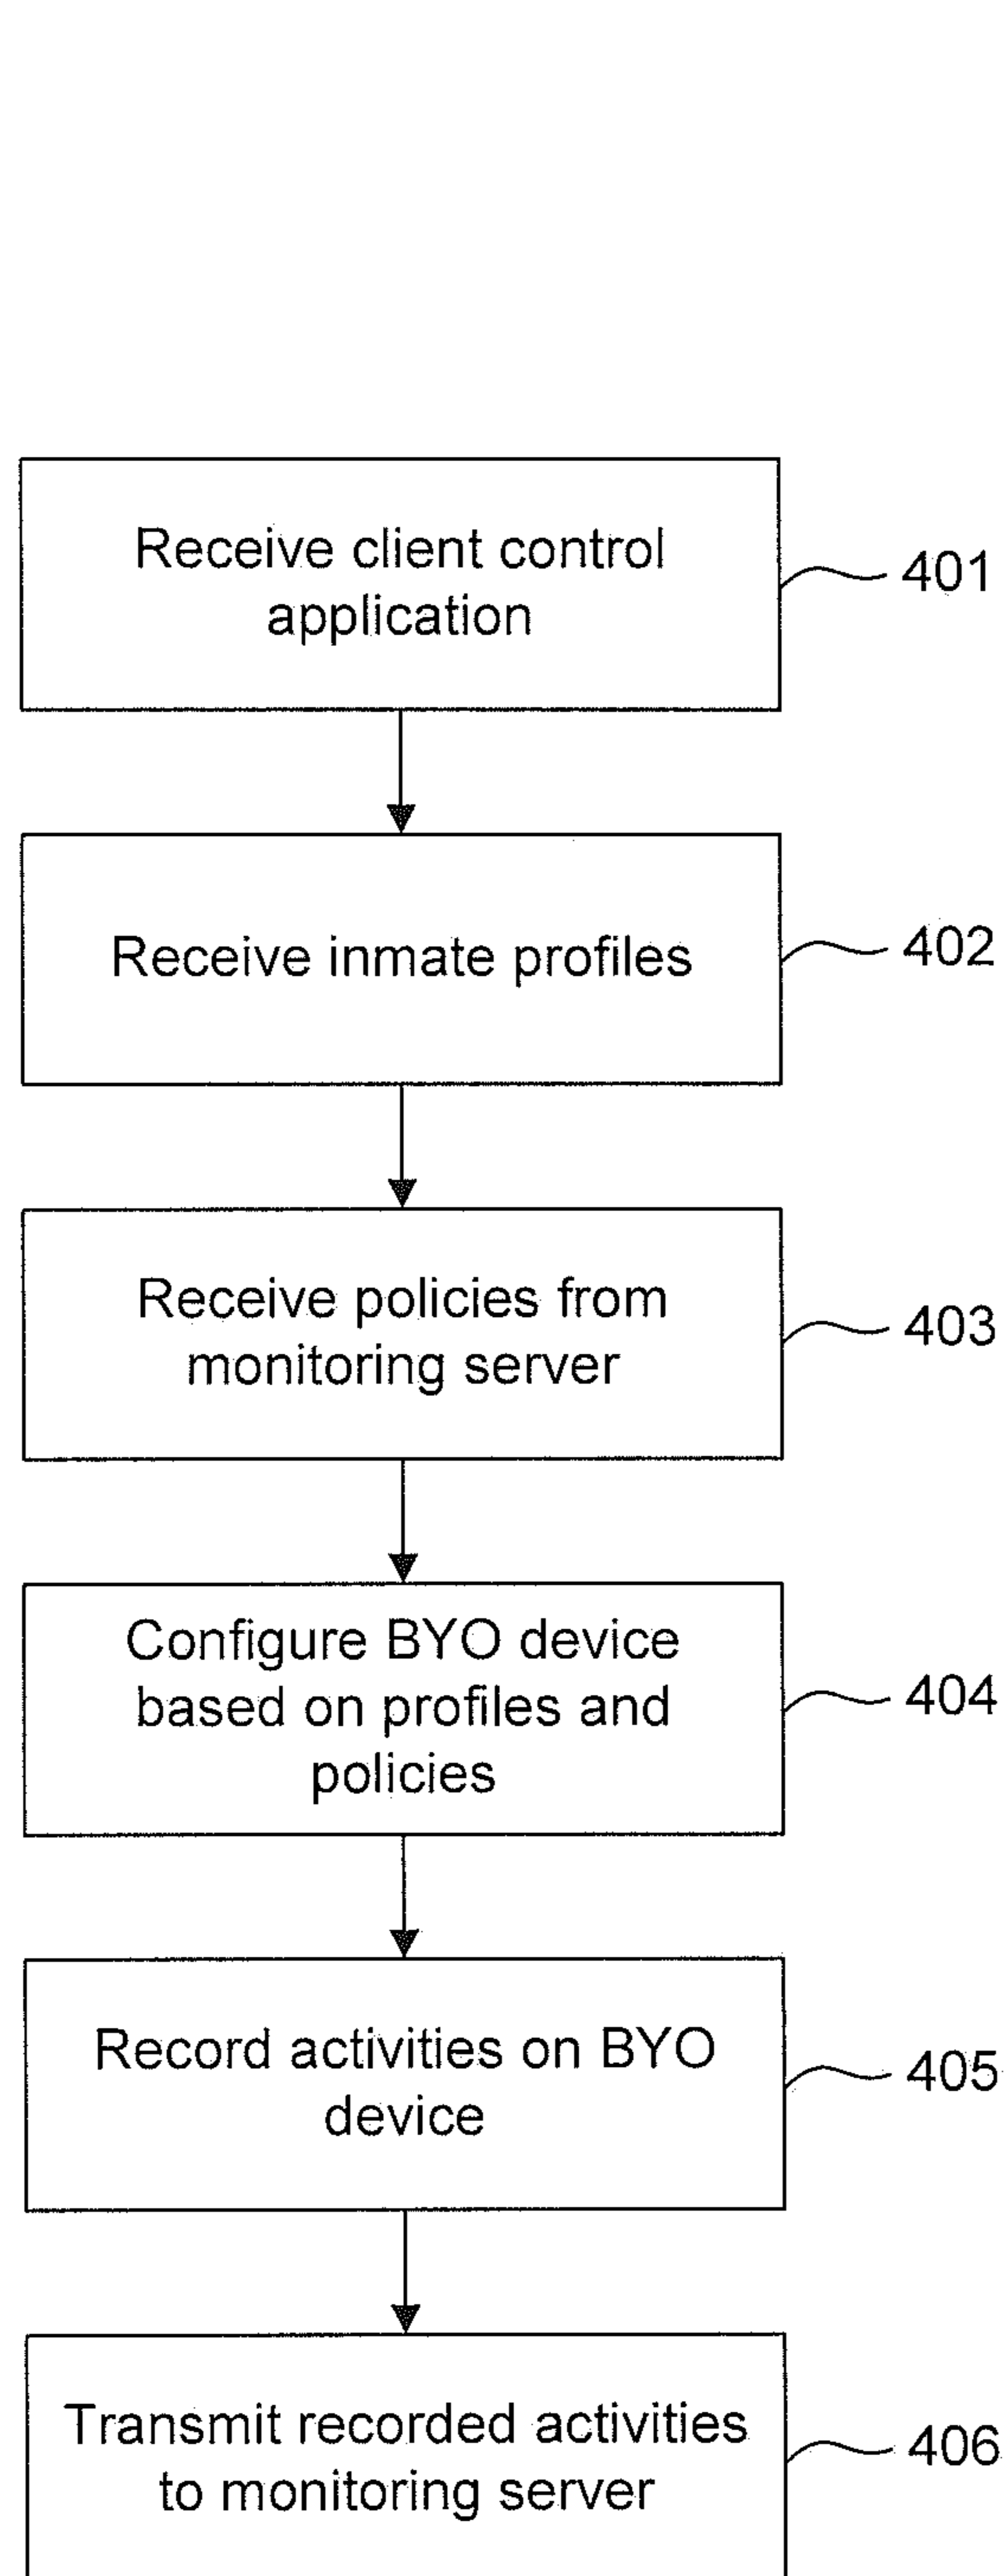 Receive client control
application
401
Receive inmate profiles
402
Receive policies from
monitoring server
403
Configure BYO device
based on profiles and
policies
404
Record activities on BYO
device
405
Transmit recorded activities
to monitoring server
406